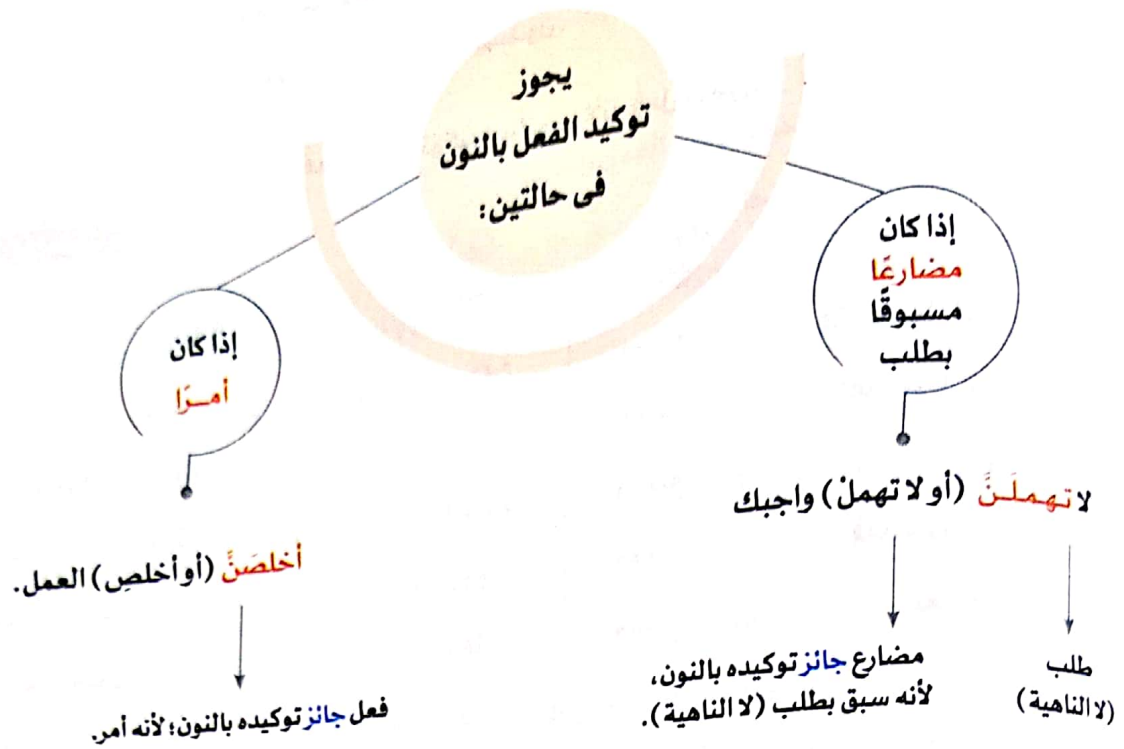 يجوز
توكيد الفعل بالنون
فى حالتين:
إذا كان
مضارعًا
مسبوقًا
بطلب
لا تهملَـنَّ (أو لا تهملْ) واجبك
طلب
(لا الناهية)
مضارع جائز توكيده بالنون،
لأنه سبق بطلب (لا الناهية).
إذا كان
أمــرًا
أخلصَنَّ (أو أخلصِ) العمل.
فعل جائز توكيده بالنون؛ لأنه أمر.